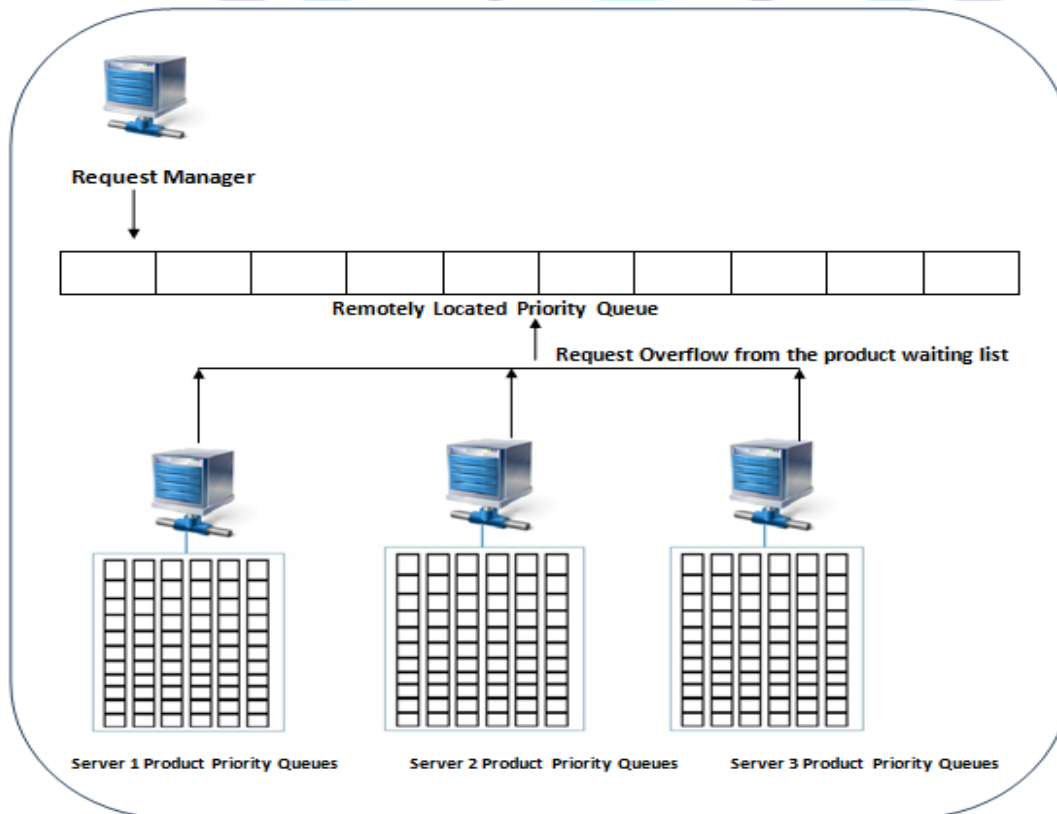 Request Manager
Remotely Located Priority Queue
Request Overflow from the product waiting list
Server 1 Product Priority Queues
Server 2 Product Priority Queues
Server 3 Product Priority Queues